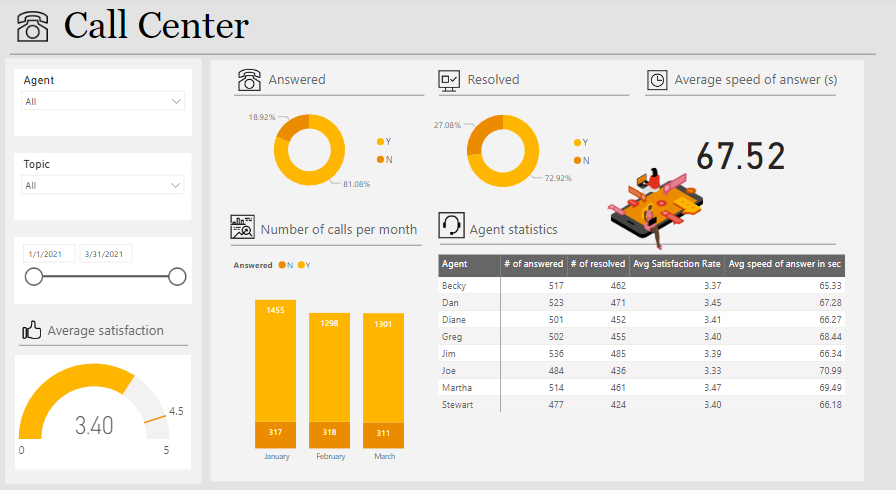 Call Center
Agent
All
Topic
All
1/1/2021 3/31/2021
Average satisfaction
3.40
4.5
0 5
Answered
18.92%
81.08%
Y
N
Resolved
27.08%
72.92%
Y
N
Average speed of answer (s)
67.52
Number of calls per month
Answered N Y
1455 1298 1301
317 318 311
January February March
Agent statistics
Agent # of answered # of resolved Avg Satisfaction Rate Avg speed of answer in sec
Becky 517 462 3.37 65.33
Dan 523 471 3.45 67.28
Diane 501 452 3.41 66.27
Greg 502 455 3.40 68.44
Jim 536 485 3.39 66.34
Joe 484 436 3.33 70.99
Martha 514 461 3.47 69.49
Stewart 477 424 3.40 66.18